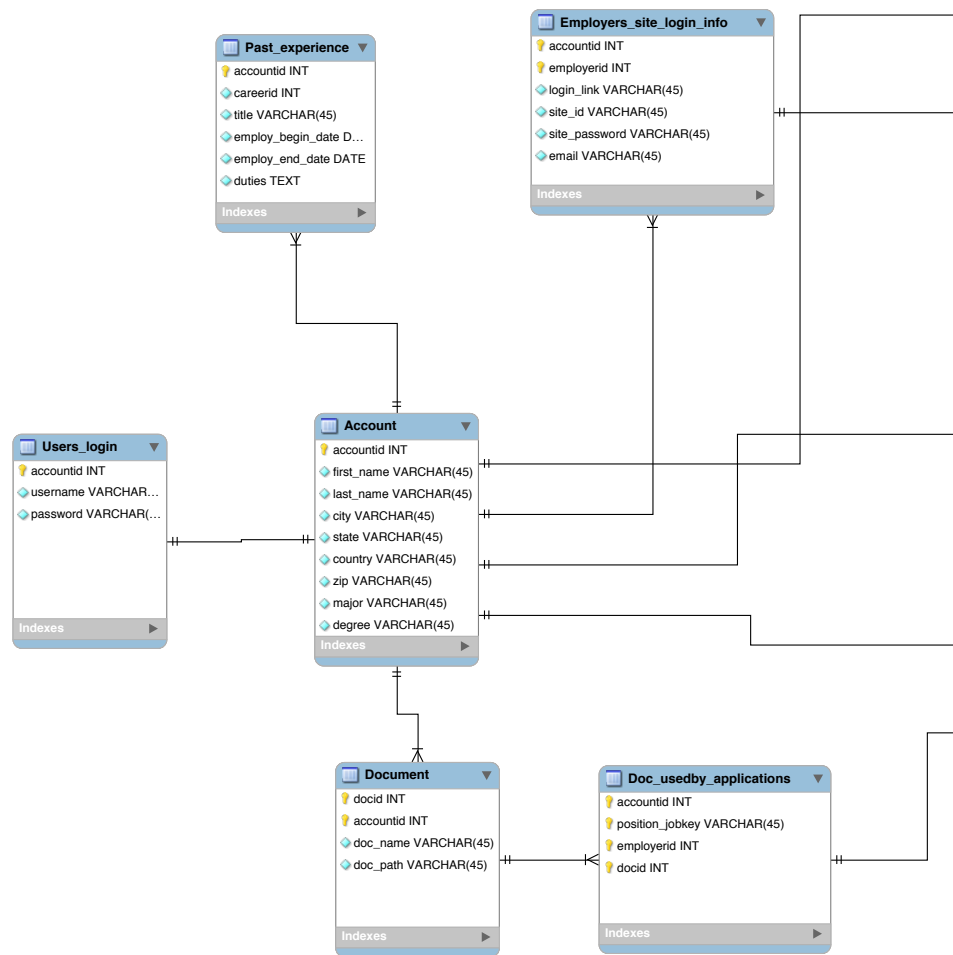 Past_experience
accountid INT
careerid INT
title VARCHAR(45)
employ_begin_date D...
employ_end_date DATE
duties TEXT
Indexes
Employers_site_login_info
accountid INT
employerid INT
login_link VARCHAR(45)
site_id VARCHAR(45)
site_password VARCHAR(45)
email VARCHAR(45)
Indexes
Users_login
accountid INT
username VARCHAR...
password VARCHAR(...
Indexes
Account
accountid INT
first_name VARCHAR(45)
last_name VARCHAR(45)
city VARCHAR(45)
state VARCHAR(45)
country VARCHAR(45)
zip VARCHAR(45)
major VARCHAR(45)
degree VARCHAR(45)
Indexes
Document
docid INT
accountid INT
doc_name VARCHAR(45)
doc_path VARCHAR(45)
Indexes
Doc_usedby_applications
accountid INT
position_jobkey VARCHAR(45)
employerid INT
docid INT
Indexes